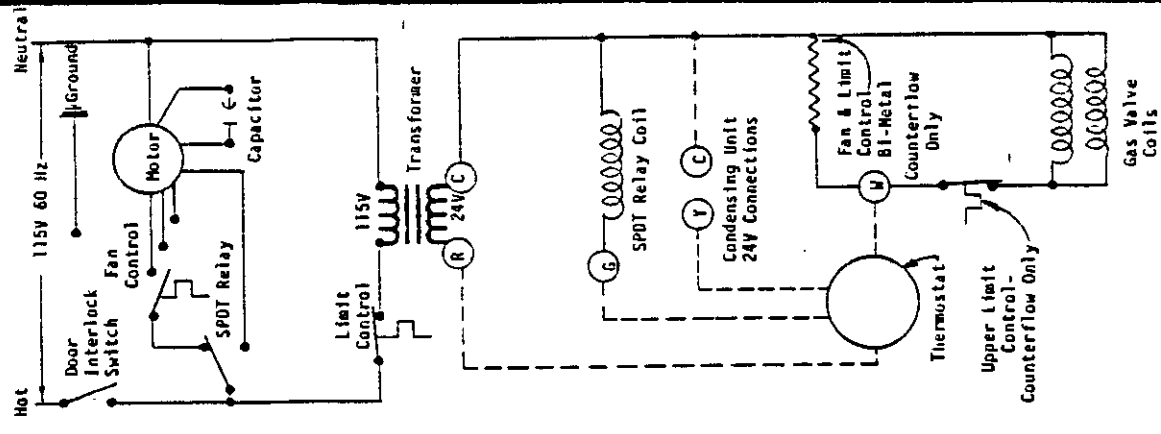 Neutral
115V 60 Hz
Hot
Ground
Door
Interlock
Switch
Motor
Capacitor
Fan
Control
SPDT Relay
Transformer
115V
24V
Limit
Control
C
R
SPDT Relay Coil
G
Condensing Unit
24V Connections
C
Y
Fan & Limit
Control
Bi-Metal
Counterflow
Only
W
Thermostat
Upper Limit
Control-
Counterflow Only
Gas Valve
Coils